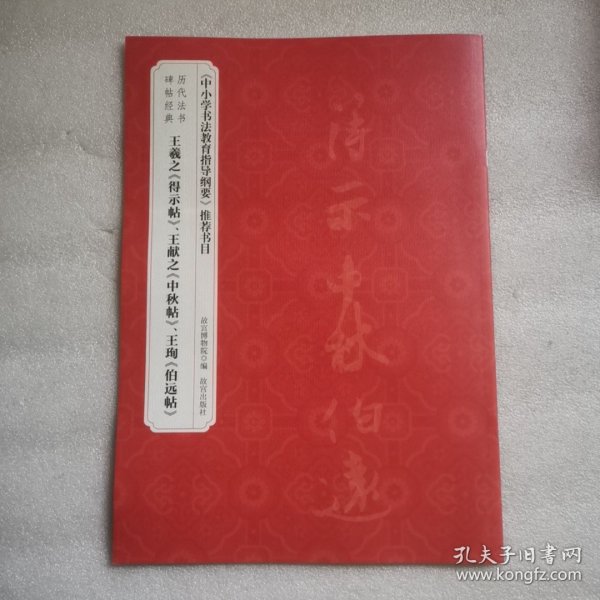 《中小学书法教育指导纲要》推荐书目
历代法书
碑帖经典
王羲之《得示帖》、王献之《中秋帖》、王珣《伯远帖》
故宫博物院◎编 故宫出版社
得示中秋伯远
孔夫子旧书网
www.kongfz.com